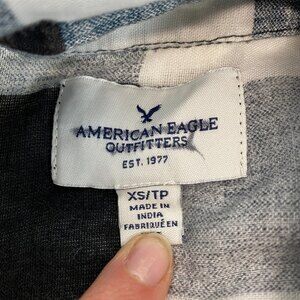 AMERICAN EAGLE
OUTFITTERS
EST. 1977
XS/TP
MADE IN
INDIA
FABRIQUÉ EN